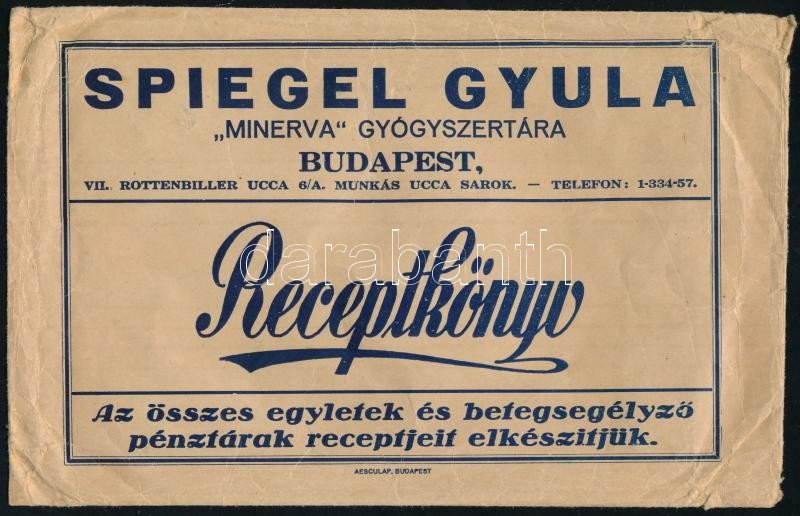 SPIEGEL GYULA
„MINERVA“ GYÓGYSZERTÁRA
BUDAPEST,
VII. ROTTENBILLER UCCA 6/A. MUNKÁS UCCA SAROK. — TELEFON: 1-334-57.
darabanth
Receptkönyv
Az összes egyletek és betegsegélyző
pénztárak receptjeit elkészitjük.
AESCULAP, BUDAPEST